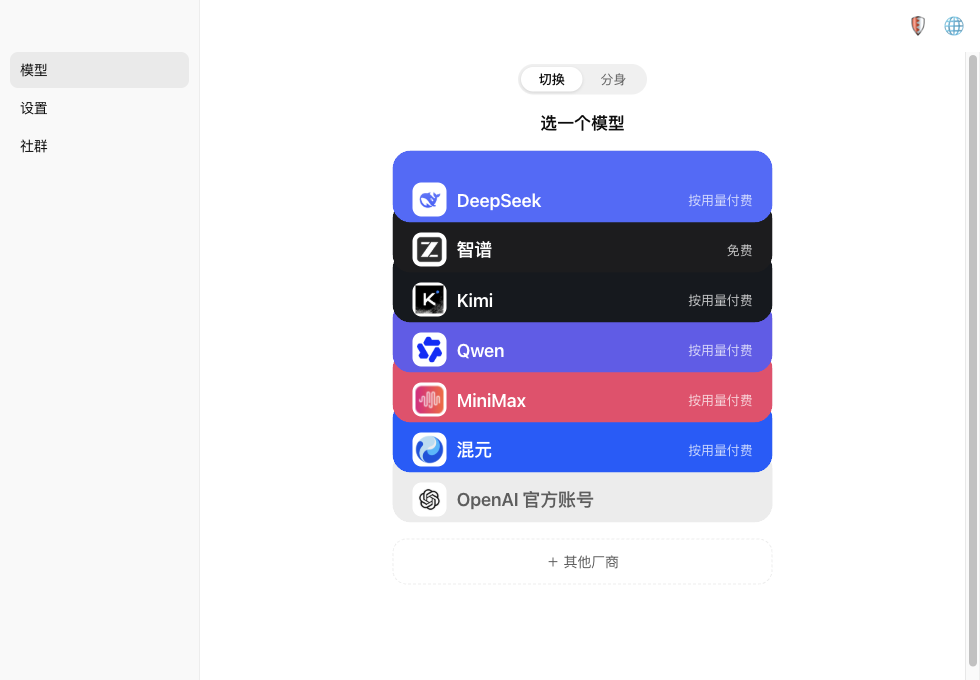 模型
设置
社群
切换
分身
选一个模型
DeepSeek
按用量付费
智谱
免费
Kimi
按用量付费
Qwen
按用量付费
MiniMax
按用量付费
混元
按用量付费
OpenAI 官方账号
+ 其他厂商